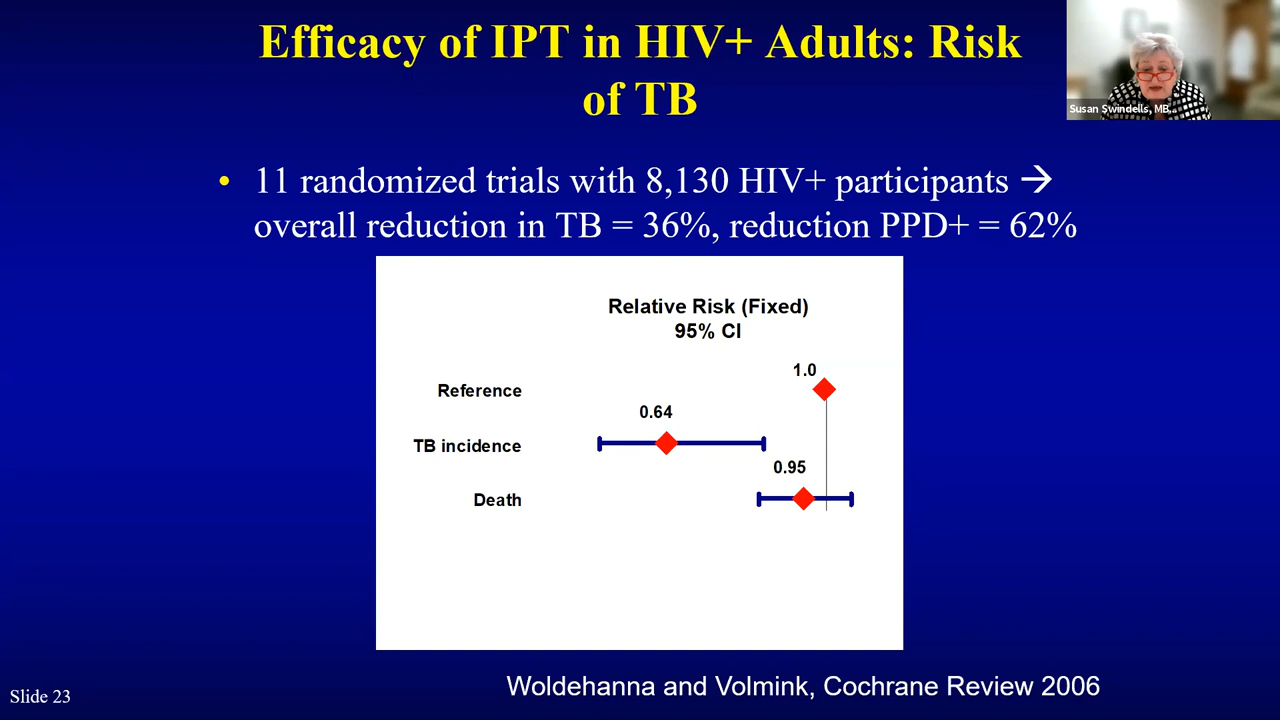 Efficacy of IPT in HIV+ Adults: Risk
of TB
Susan Swindells, MB,...
• 11 randomized trials with 8,130 HIV+ participants →
overall reduction in TB = 36%, reduction PPD+ = 62%
Relative Risk (Fixed)
95% CI
1.0
Reference
0.64
TB incidence
0.95
Death
Woldehanna and Volmink, Cochrane Review 2006
Slide 23